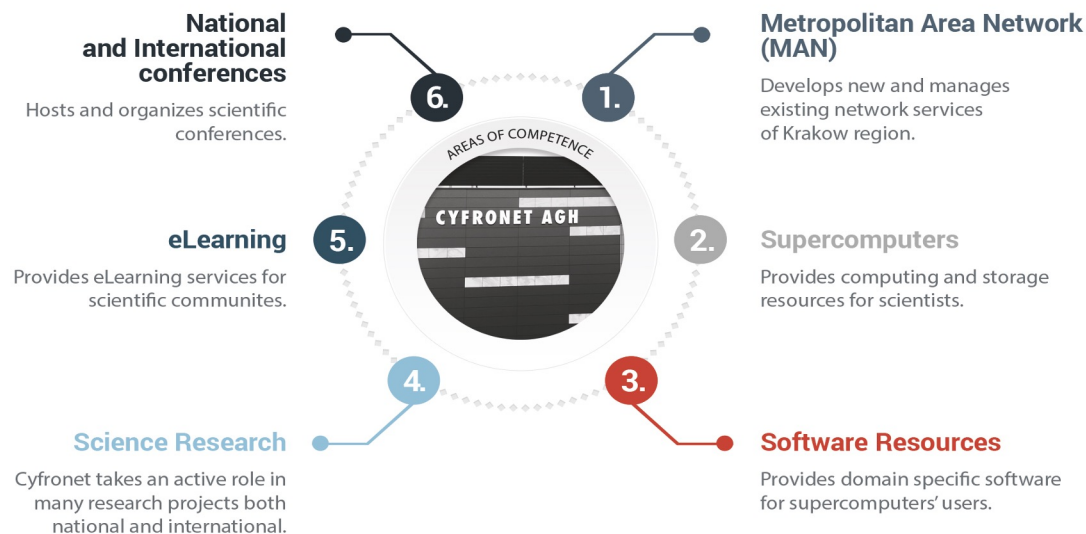 National
and International
conferences
Hosts and organizes scientific
conferences.
6.
1.
Metropolitan Area Network
(MAN)
Develops new and manages
existing network services
of Krakow region.
AREAS OF COMPETENCE
CYFRONET AGH
eLearning
Provides eLearning services for
scientific communites.
5.
2.
Supercomputers
Provides computing and storage
resources for scientists.
4.
3.
Science Research
Cyfronet takes an active role in
many research projects both
national and international.
Software Resources
Provides domain specific software
for supercomputers' users.